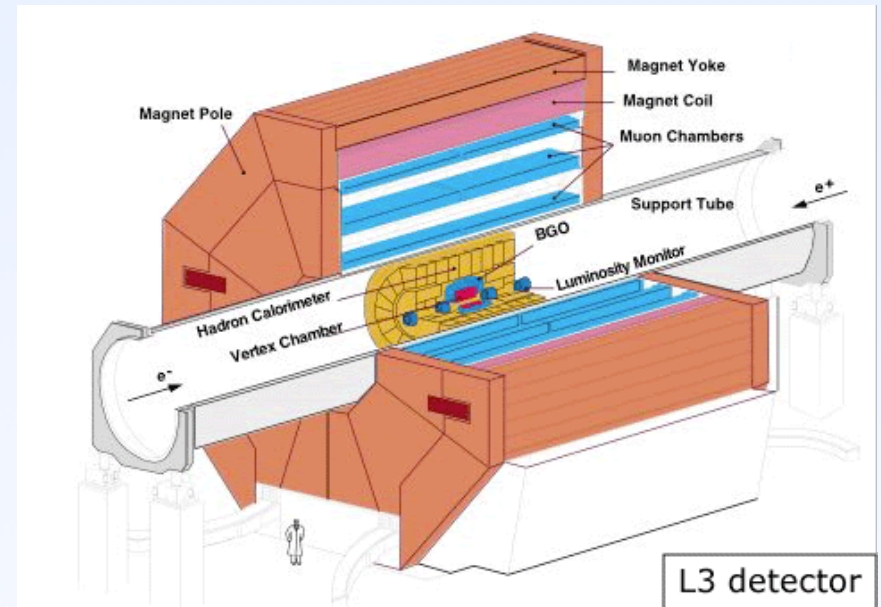 Magnet Yoke
Magnet Coil
Magnet Pole
Muon Chambers
e+
Support Tube
BGO
Luminosity Monitor
Hadron Calorimeter
Vertex Chamber
e-
L3 detector